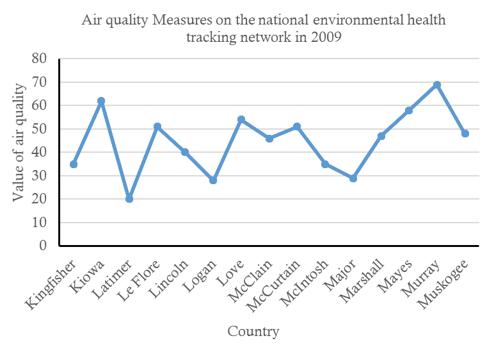 Air quality Measures on the national environmental health
tracking network in 2009
Value of air quality
80
70
60
50
40
30
20
10
0
Kingfisher
Kiowa
Latimer
Le Flore
Lincoln
Logan
Love
McClain
McCurtain
McIntosh
Major
Marshall
Mayes
Murray
Muskogee
Country